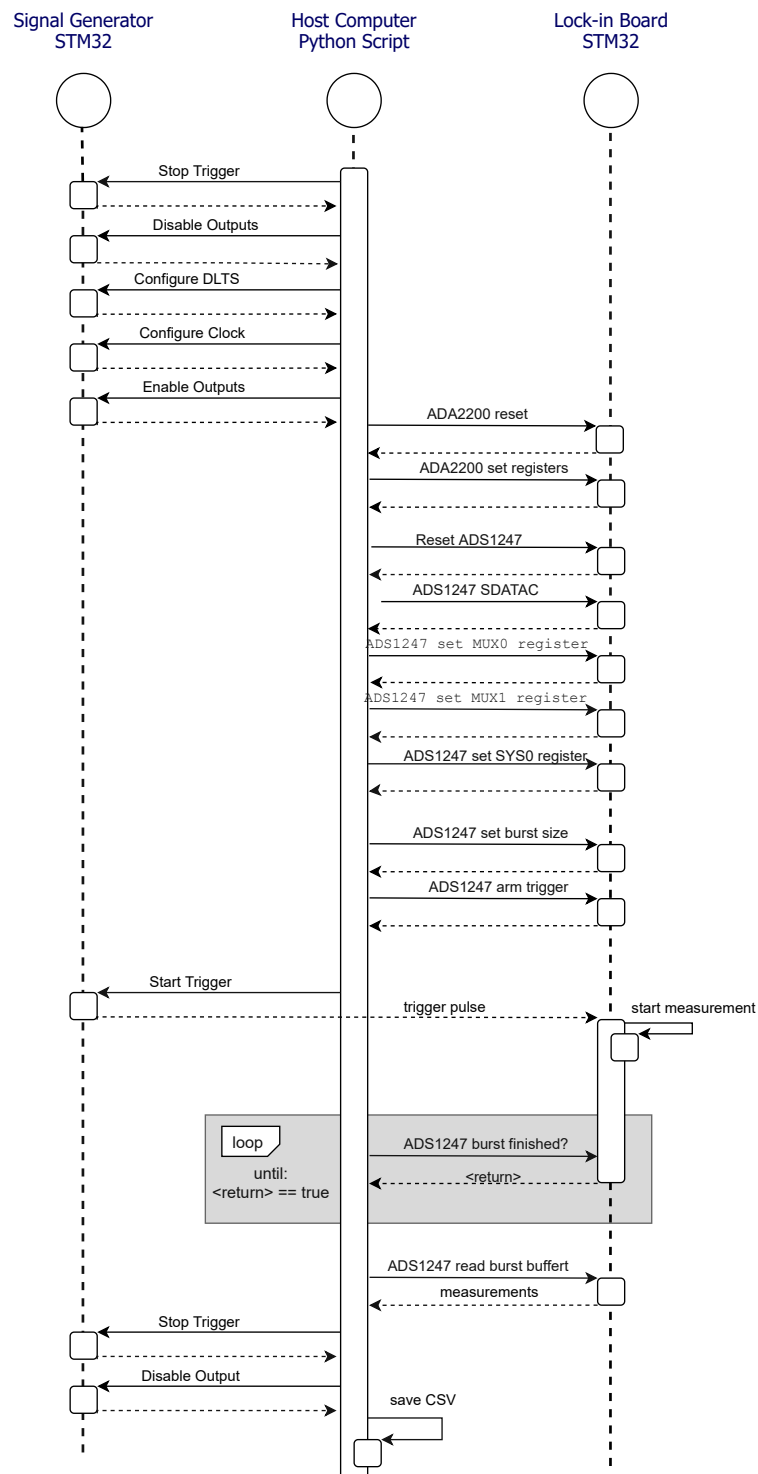 Signal Generator
STM32
Host Computer
Python Script
Lock-in Board
STM32
Stop Trigger
Disable Outputs
Configure DLTS
Configure Clock
Enable Outputs
ADA2200 reset
ADA2200 set registers
Reset ADS1247
ADS1247 SDATAC
ADS1247 set MUX0 register
ADS1247 set MUX1 register
ADS1247 set SYS0 register
ADS1247 set burst size
ADS1247 arm trigger
Start Trigger
trigger pulse
start measurement
loop
until:
<return> == true
ADS1247 burst finished?
<return>
ADS1247 read burst buffert
measurements
Stop Trigger
Disable Output
save CSV